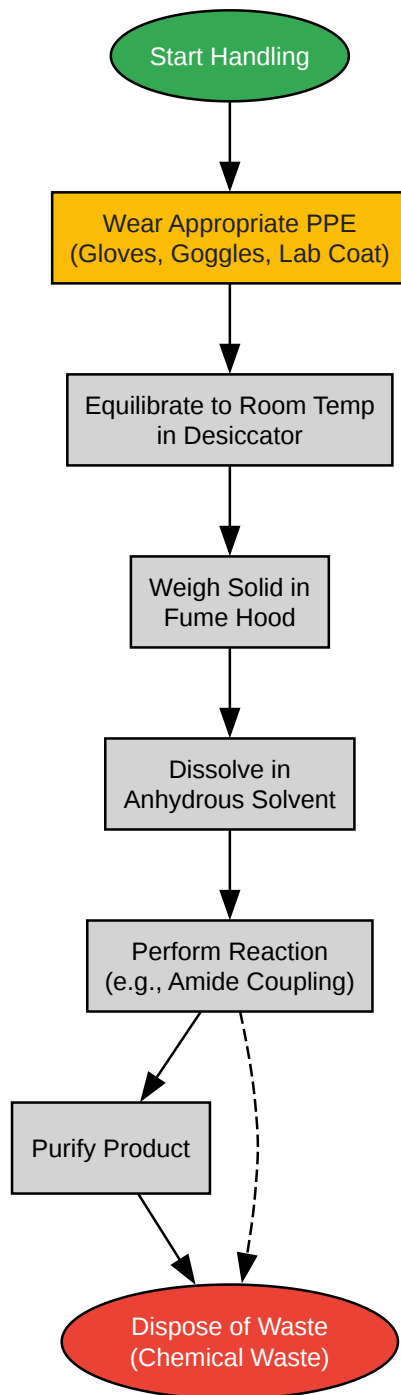 Start Handling
Wear Appropriate PPE
(Gloves, Goggles, Lab Coat)
Equilibrate to Room Temp
in Desiccator
Weigh Solid in
Fume Hood
Dissolve in
Anhydrous Solvent
Perform Reaction
(e.g., Amide Coupling)
Purify Product
Dispose of Waste
(Chemical Waste)